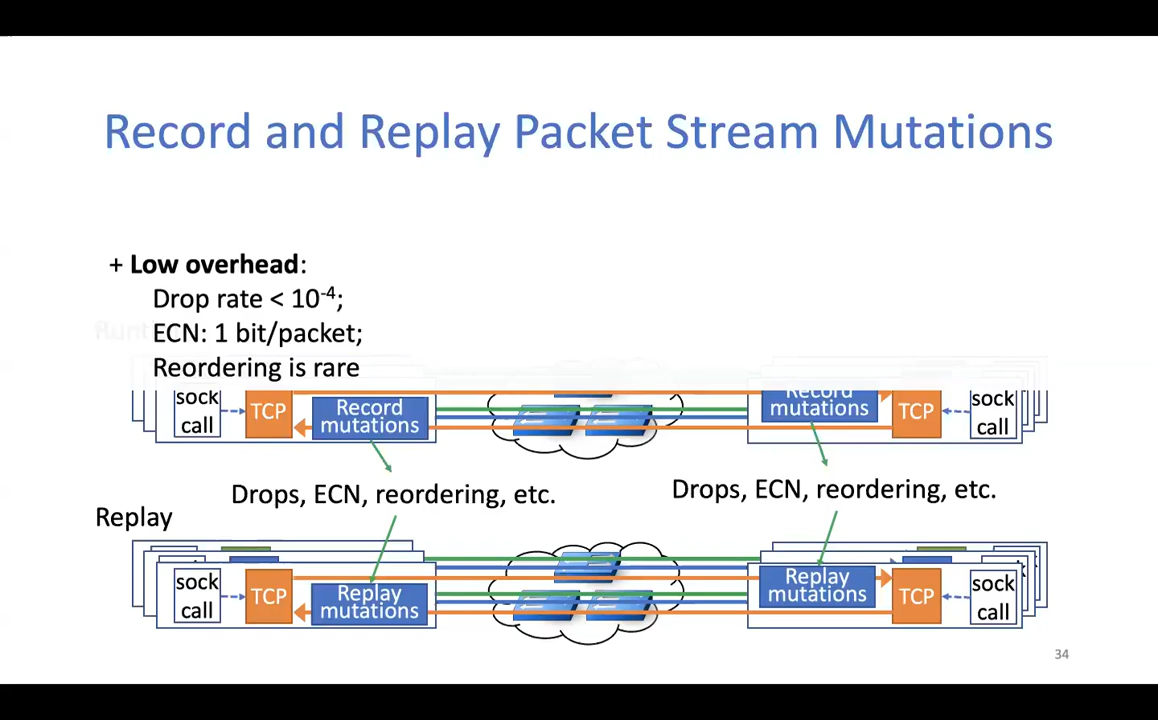 Record and Replay Packet Stream Mutations
+ Low overhead:
Drop rate < 10-4;
ECN: 1 bit/packet;
Reordering is rare
sock
call
TCP
Record
mutations
Record
mutations
TCP
sock
call
Drops, ECN, reordering, etc.
Drops, ECN, reordering, etc.
Replay
sock
call
TCP
Replay
mutations
Replay
mutations
TCP
sock
call
34